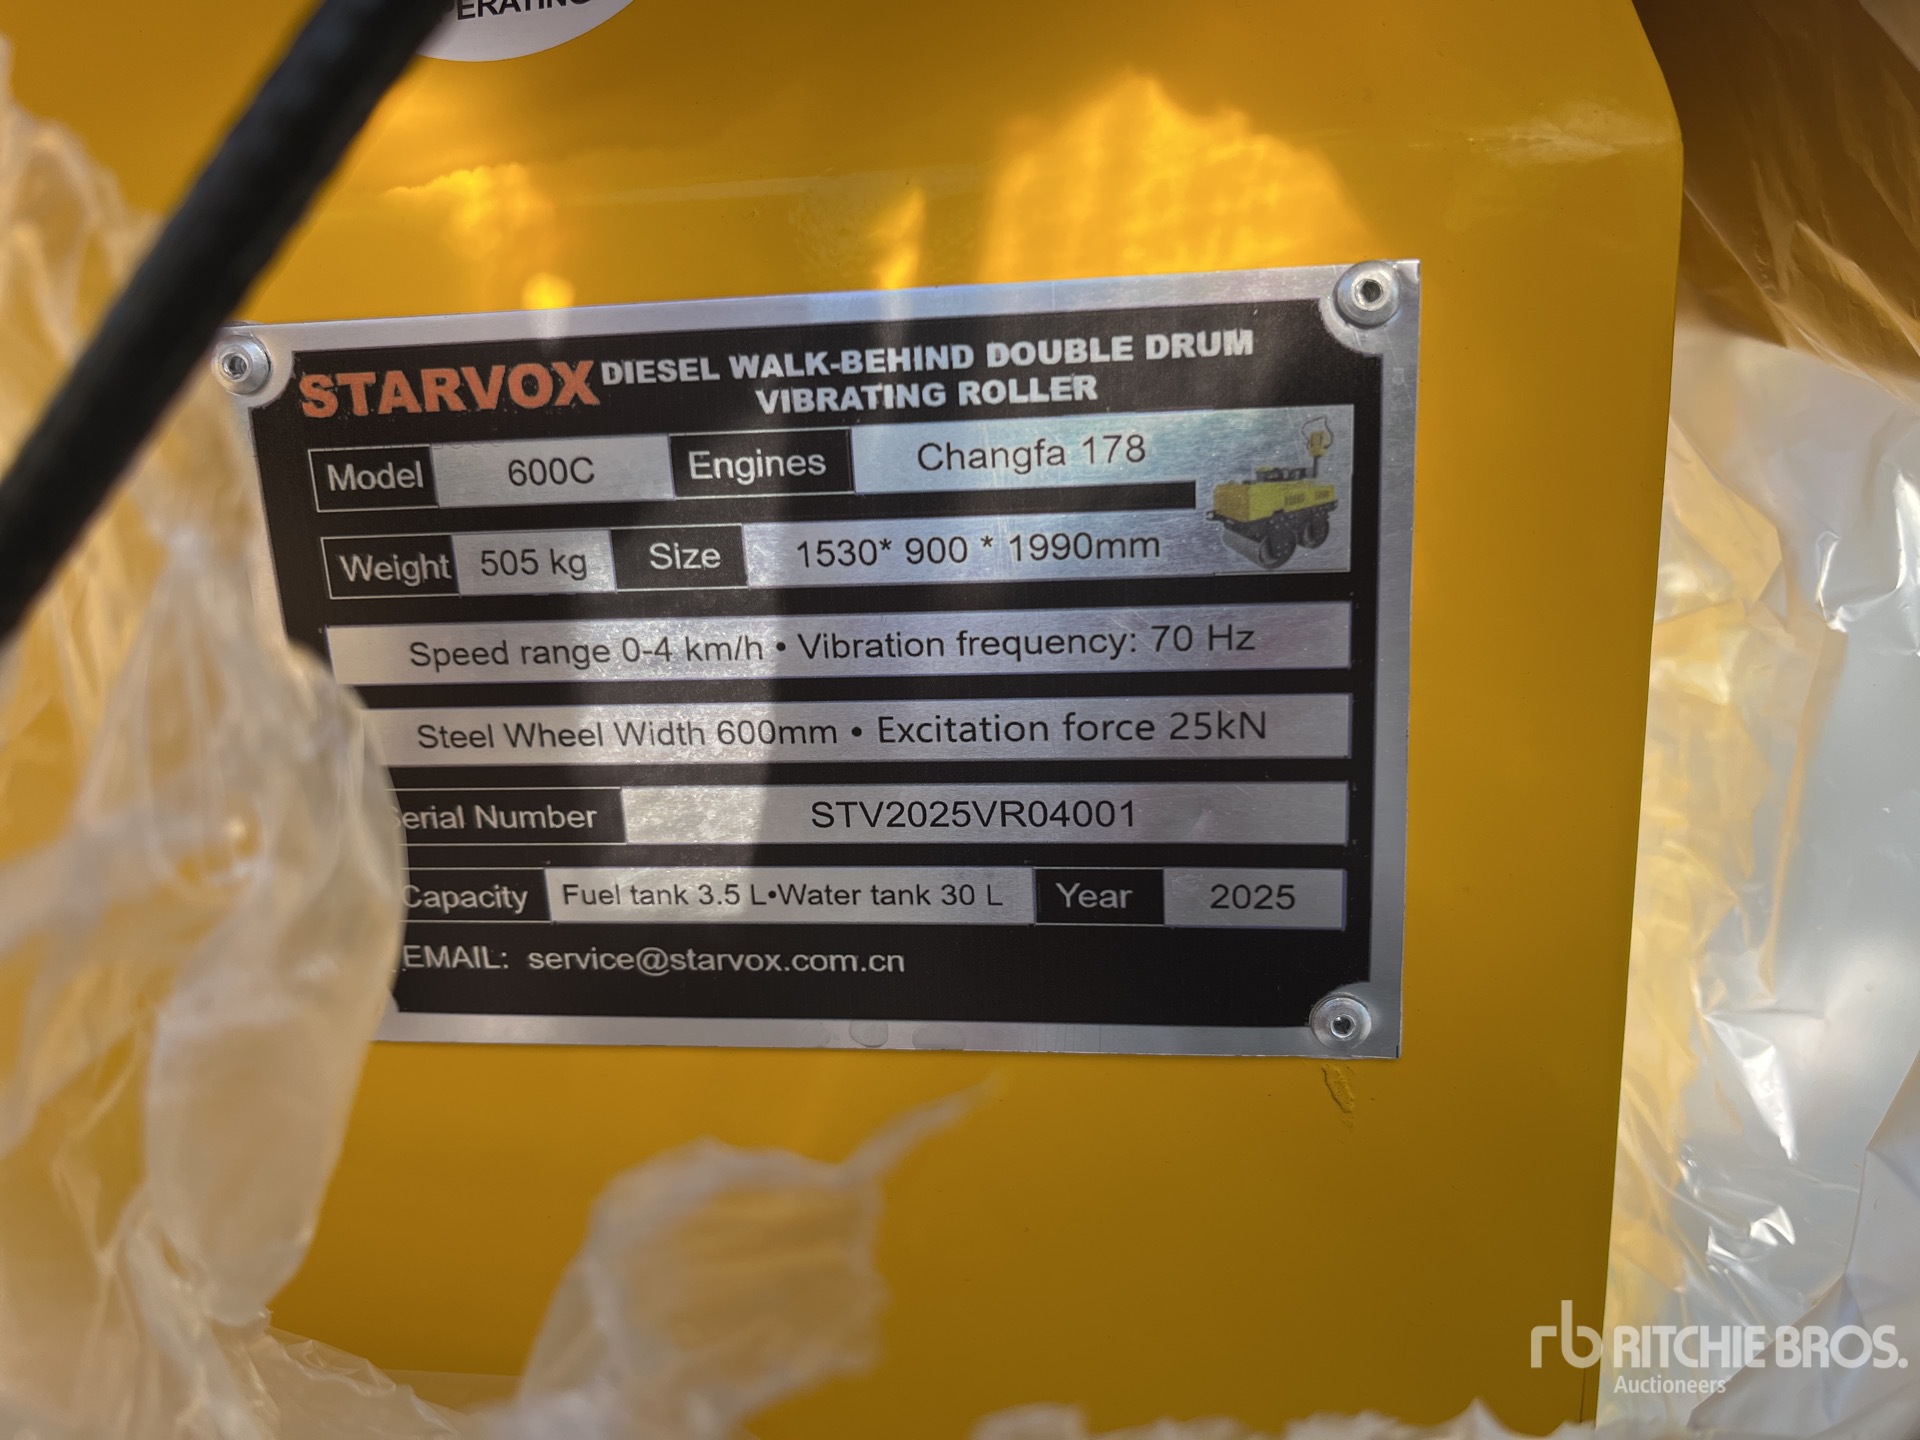 STARVOX DIESEL WALK-BEHIND DOUBLE DRUM
VIBRATING ROLLER
Model 600C Engines Changfa 178
Weight 505 kg Size 1530* 900 * 1990mm
Speed range 0-4 km/h • Vibration frequency: 70 Hz
Steel Wheel Width 600mm • Excitation force 25kN
Serial Number STV2025VR04001
Capacity Fuel tank 3.5 L•Water tank 30 L Year 2025
EMAIL: service@starvox.com.cn
rb RITCHIE BROS.
Auctioneers